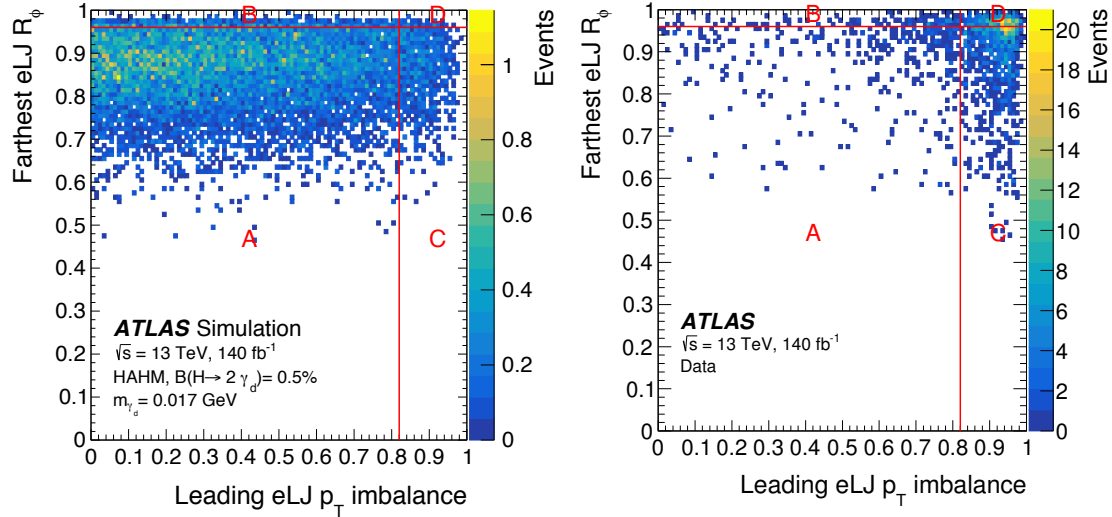 Farthest eLJ R_ϕ
1
0.9
0.8
0.7
0.6
0.5
0.4
0.3
0.2
0.1
0
B
D
A
C
ATLAS Simulation
√s = 13 TeV, 140 fb⁻¹
HAHM, B(H→ 2 γ_d)= 0.5%
m_γ_d = 0.017 GeV
0 0.1 0.2 0.3 0.4 0.5 0.6 0.7 0.8 0.9 1
Leading eLJ p_T imbalance
Events
1
0.8
0.6
0.4
0.2
0
Farthest eLJ R_ϕ
1
0.9
0.8
0.7
0.6
0.5
0.4
0.3
0.2
0.1
0
B
D
A
C
ATLAS
√s = 13 TeV, 140 fb⁻¹
Data
0 0.1 0.2 0.3 0.4 0.5 0.6 0.7 0.8 0.9 1
Leading eLJ p_T imbalance
Events
20
18
16
14
12
10
8
6
4
2
0